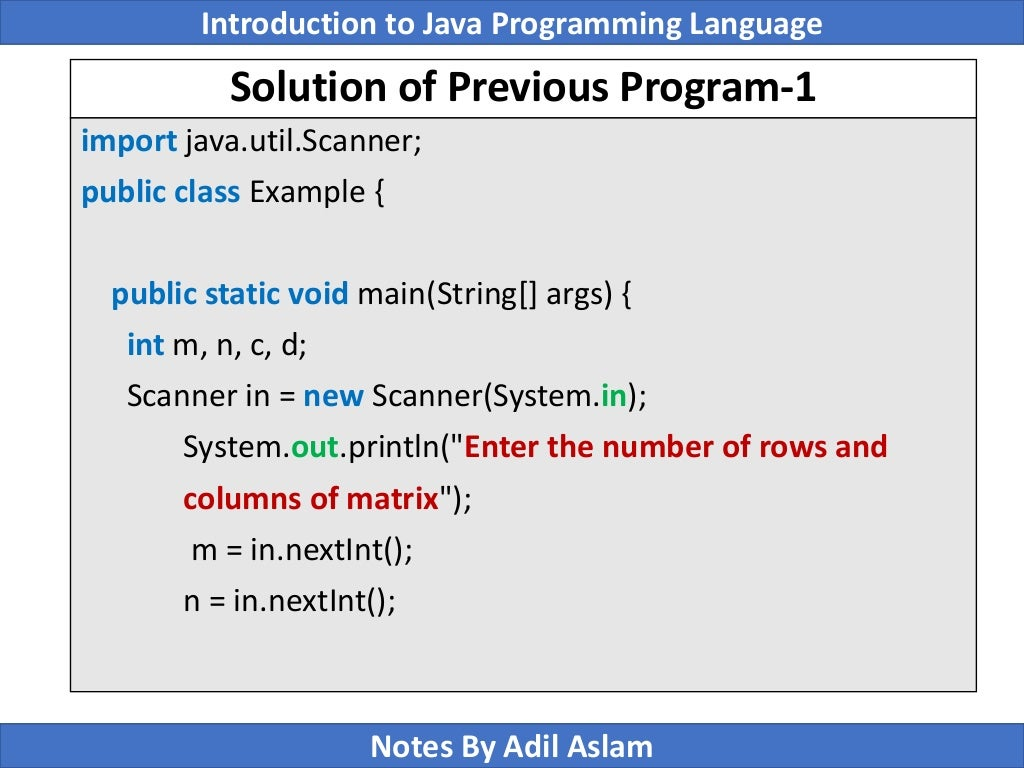 Introduction to Java Programming Language
Solution of Previous Program-1
import java.util.Scanner;
public class Example {
public static void main(String[] args) {
int m, n, c, d;
Scanner in = new Scanner(System.in);
System.out.println("Enter the number of rows and
columns of matrix");
m = in.nextInt();
n = in.nextInt();
Notes By Adil Aslam